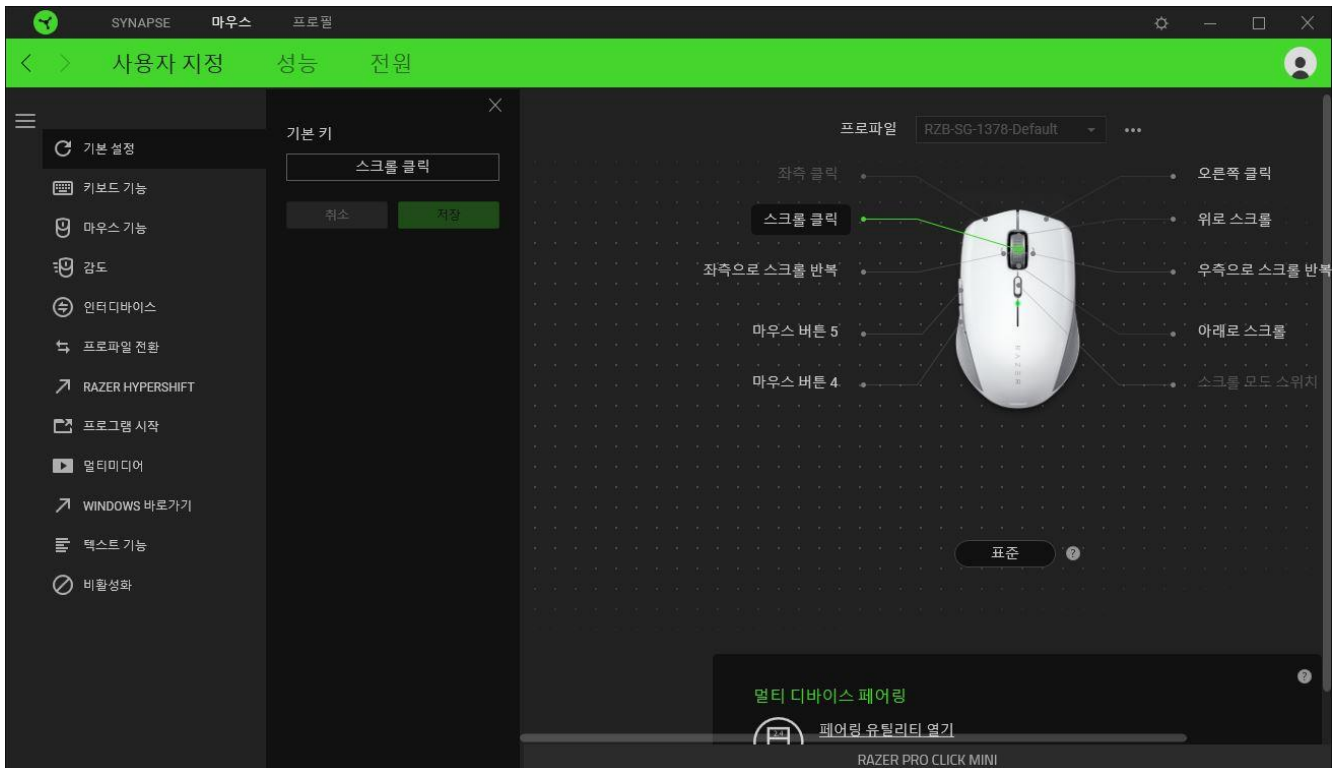 SYNAPSE 마우스 프로필
사용자 지정 성능 전원
기본 설정
키보드 기능
마우스 기능
감도
인터디바이스
프로파일 전환
RAZER HYPERSHIFT
프로그램 시작
멀티미디어
WINDOWS 바로가기
텍스트 기능
비활성화
기본 키
스크롤 클릭
취소 저장
프로파일 RZB-SG-1378-Default
좌측 클릭
스크롤 클릭
좌측으로 스크롤 반복
마우스 버튼 5
마우스 버튼 4
오른쪽 클릭
위로 스크롤
우측으로 스크롤 반복
아래로 스크롤
스크롤 모드 스위치
RAZER
표준
멀티 디바이스 페어링
2.4
페어링 유틸리티 열기
RAZER PRO CLICK MINI